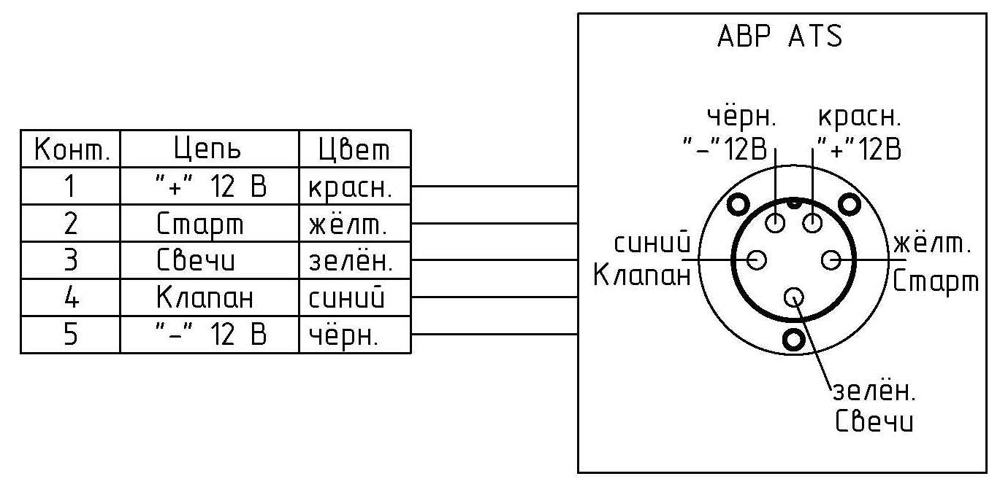 АВР ATS
чёрн. красн.
"-"12В "+"12В
Конт. Цепь Цвет
1 "+" 12 В красн.
2 Старт жёлт.
3 Свечи зелён.
4 Клапан синий
5 "-" 12 В чёрн.
синий жёлт.
Клапан Старт
зелён.
Свечи